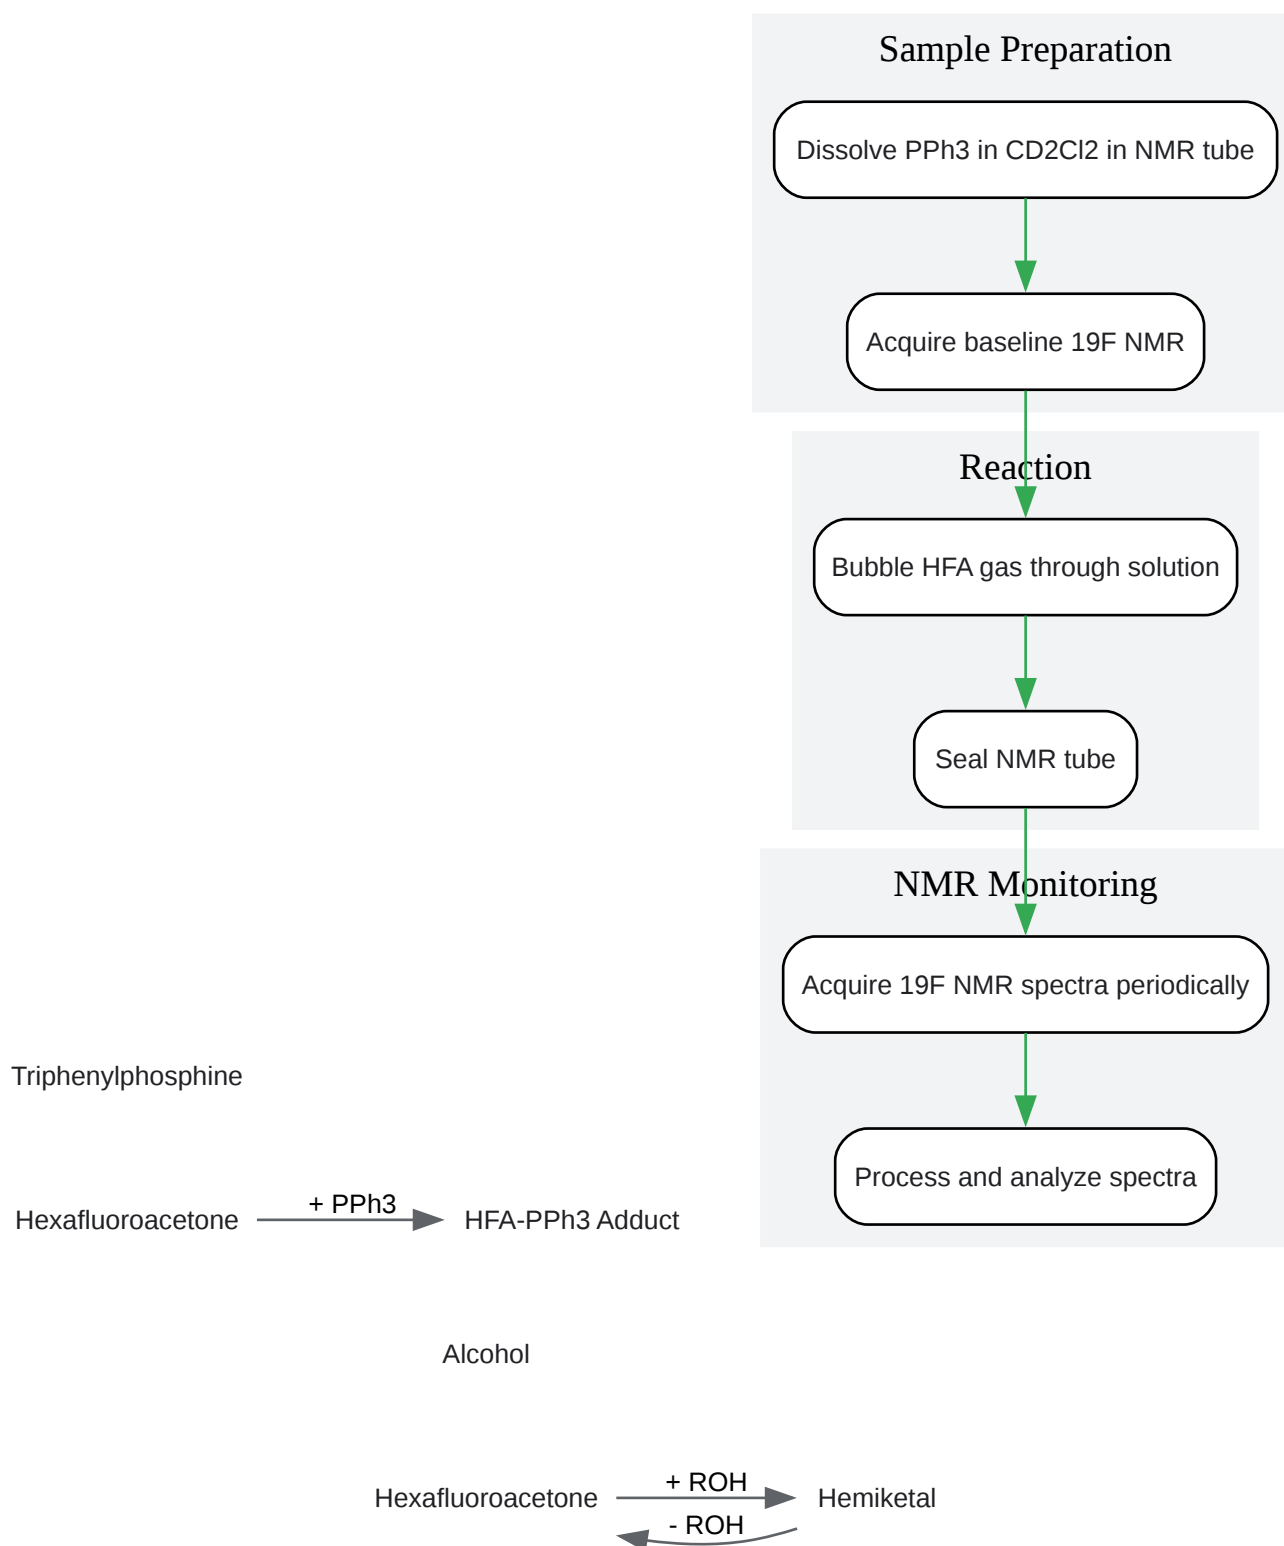 Sample Preparation
Dissolve PPh3 in CD2Cl2 in NMR tube
Acquire baseline 19F NMR
Reaction
Bubble HFA gas through solution
Seal NMR tube
NMR Monitoring
Acquire 19F NMR spectra periodically
Process and analyze spectra
Triphenylphosphine
Hexafluoroacetone
+ PPh3
HFA-PPh3 Adduct
Alcohol
Hexafluoroacetone
+ ROH
Hemiketal
- ROH